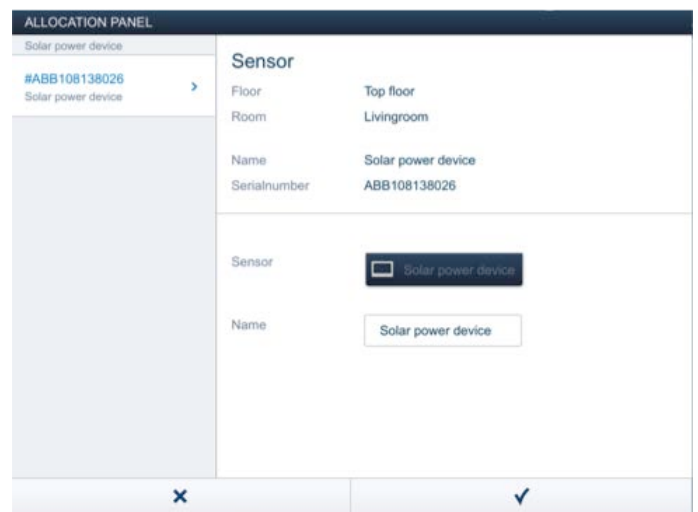 ALLOCATION PANEL
Solar power device
#ABB108138026
Solar power device
Sensor
Floor Top floor
Room Livingroom
Name Solar power device
Serialnumber ABB108138026
Sensor Solar power device
Name Solar power device